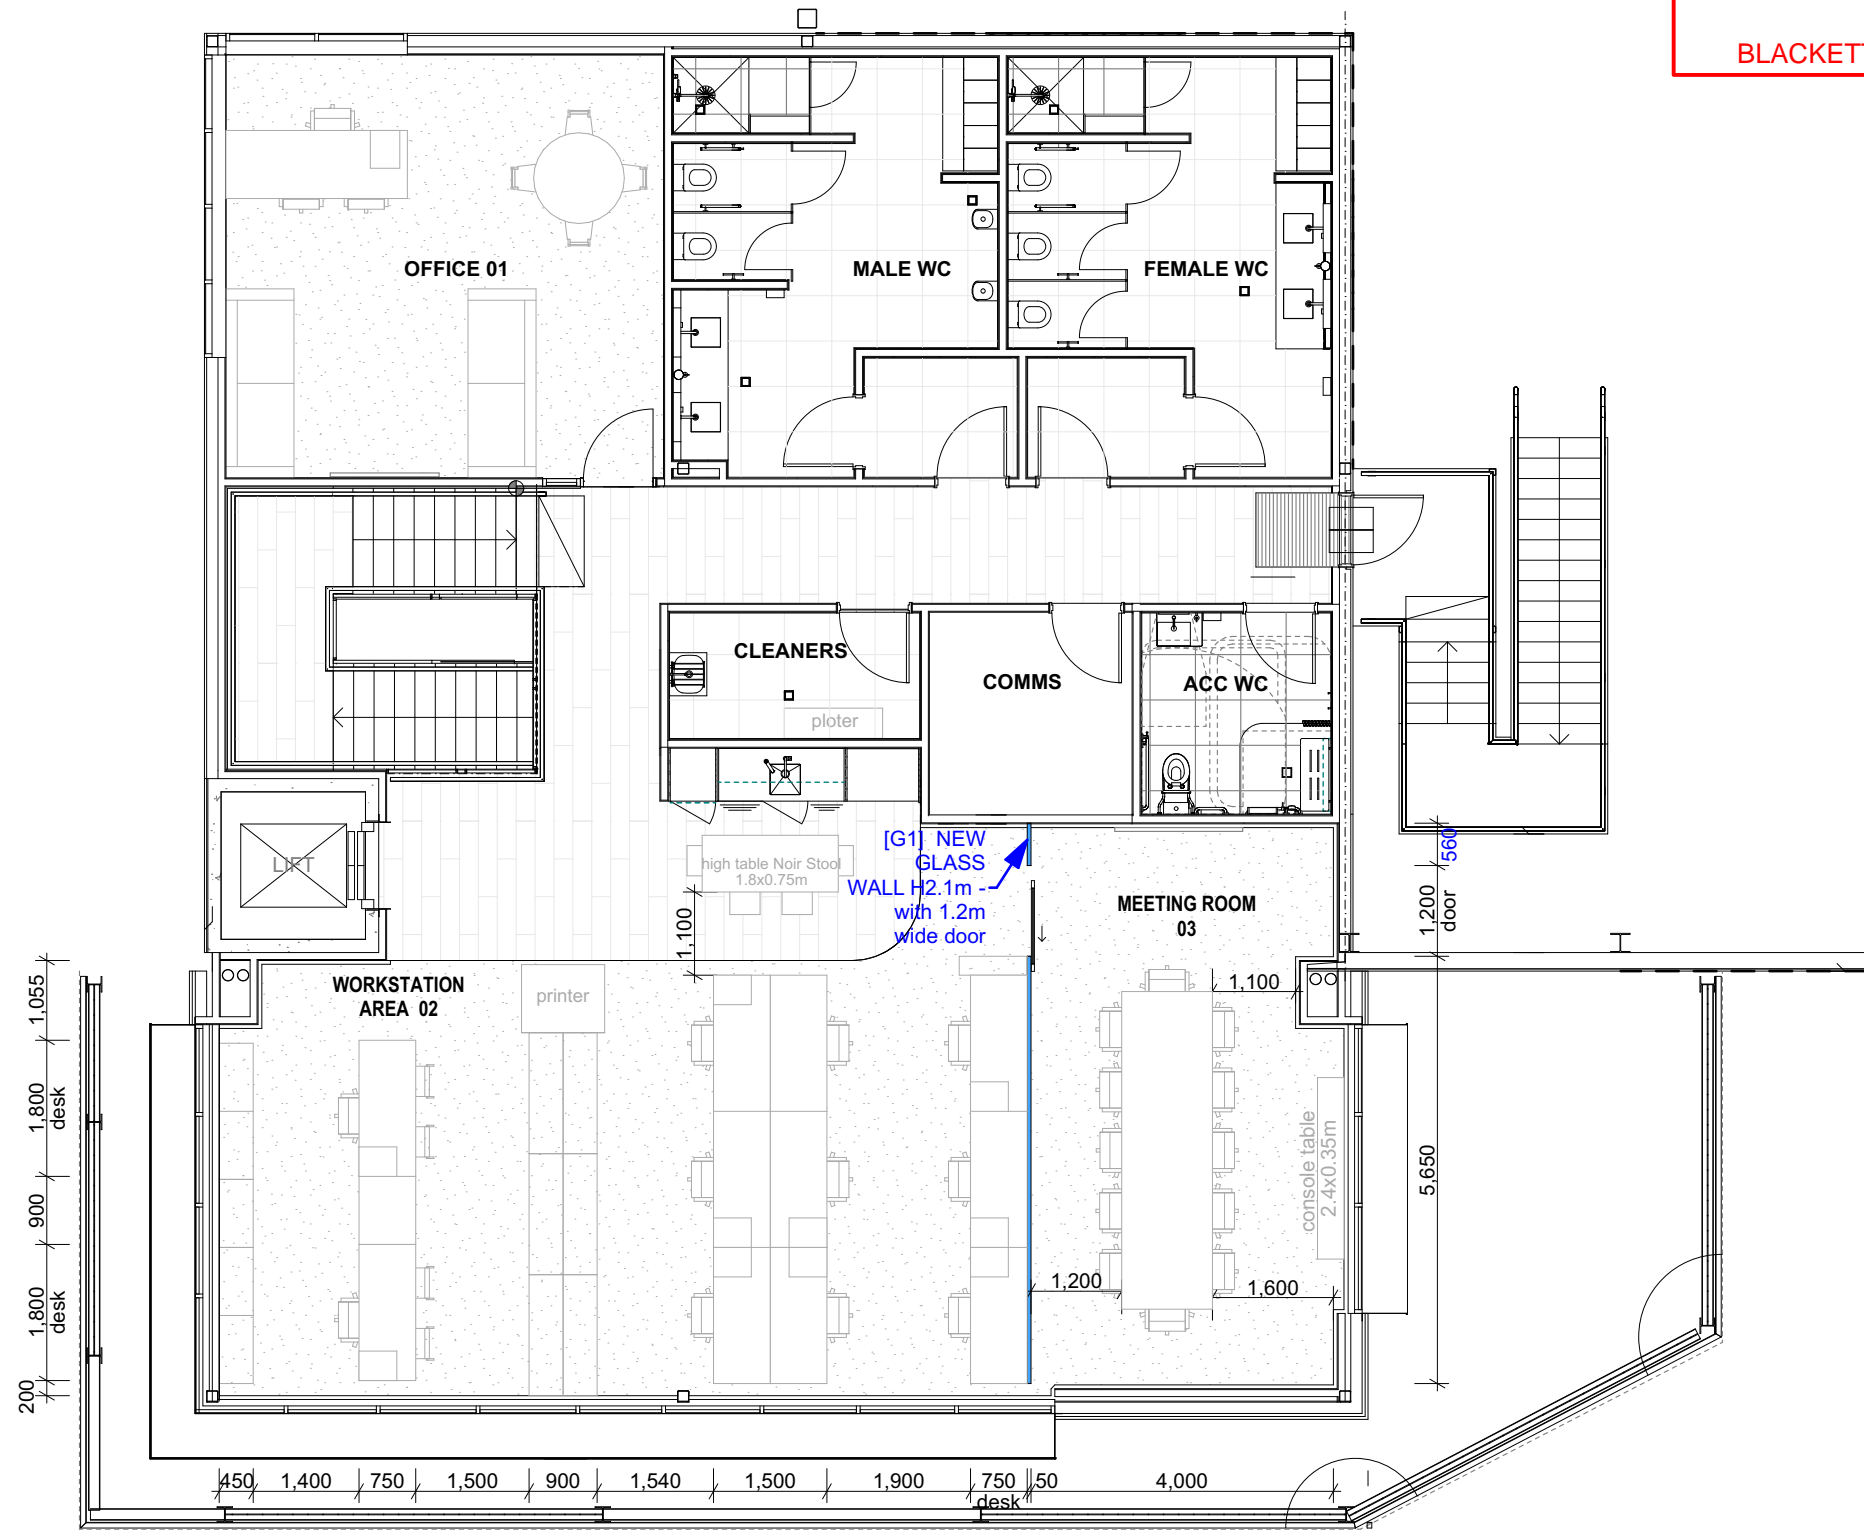 BLACKETT
OFFICE 01
MALE WC
FEMALE WC
CLEANERS
COMMS
ACC WC
ploter
LIFT
high table Noir Stool
1.8x0.75m
[G1] NEW
GLASS
WALL H2.1m -
with 1.2m
wide door
MEETING ROOM
03
560
1,200
door
1,100
WORKSTATION
AREA 02
printer
1,100
1,055
1,800
desk
900
1,800
desk
200
console table
2.4x0.35m
5,650
1,200
1,600
450
1,400
750
1,500
900
1,540
1,500
1,900
750
desk
50
4,000